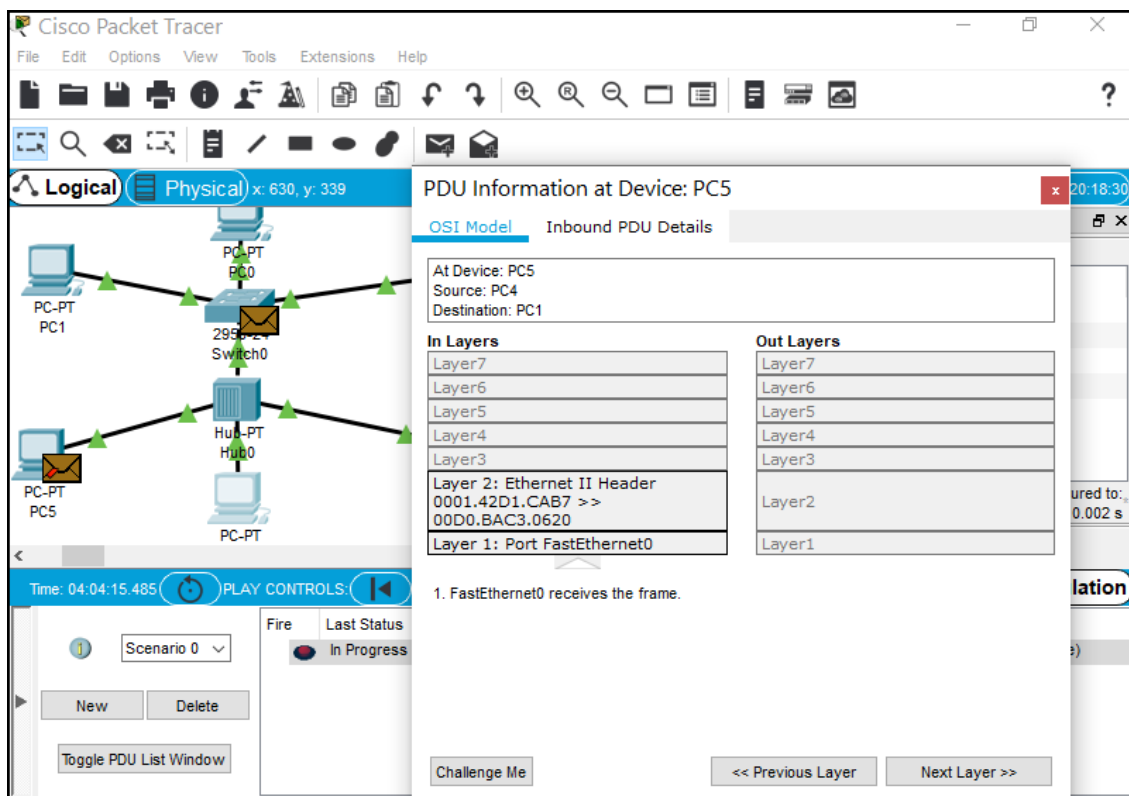 Cisco Packet Tracer
File Edit Options View Tools Extensions Help
?
Logical Physical x: 630, y: 339
20:18:30
PC-PT
PC0
PC-PT
PC1
Switch0
Hub-PT
Hub0
PC-PT
PC5
PC-PT
PDU Information at Device: PC5
x
OSI Model Inbound PDU Details
At Device: PC5
Source: PC4
Destination: PC1
In Layers Out Layers
Layer7 Layer7
Layer6 Layer6
Layer5 Layer5
Layer4 Layer4
Layer3 Layer3
Layer 2: Ethernet II Header
0001.42D1.CAB7 >>
00D0.BAC3.0620
Layer2
Layer 1: Port FastEthernet0 Layer1
1. FastEthernet0 receives the frame.
Challenge Me << Previous Layer Next Layer >>
ured to:
0.002 s
Time: 04:04:15.485 PLAY CONTROLS:
lation
Scenario 0
New Delete
Toggle PDU List Window
Fire Last Status
In Progress
e)